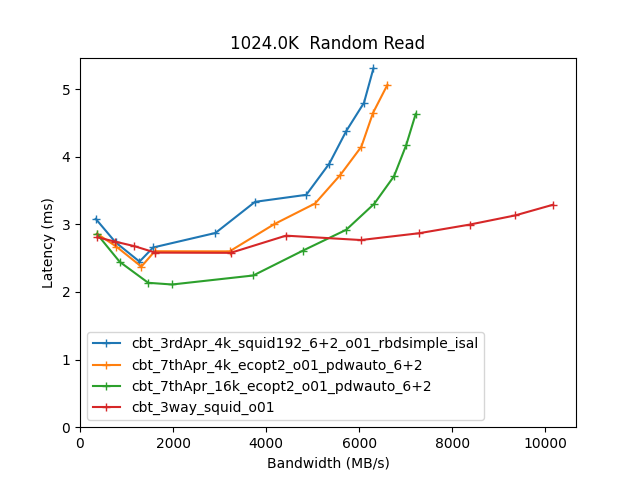 1024.0K  Random Read
Latency (ms)
5
4
3
2
1
0
cbt_3rdApr_4k_squid192_6+2_o01_rbdsimple_isal
cbt_7thApr_4k_ecopt2_o01_pdwauto_6+2
cbt_7thApr_16k_ecopt2_o01_pdwauto_6+2
cbt_3way_squid_o01
0 2000 4000 6000 8000 10000
Bandwidth (MB/s)